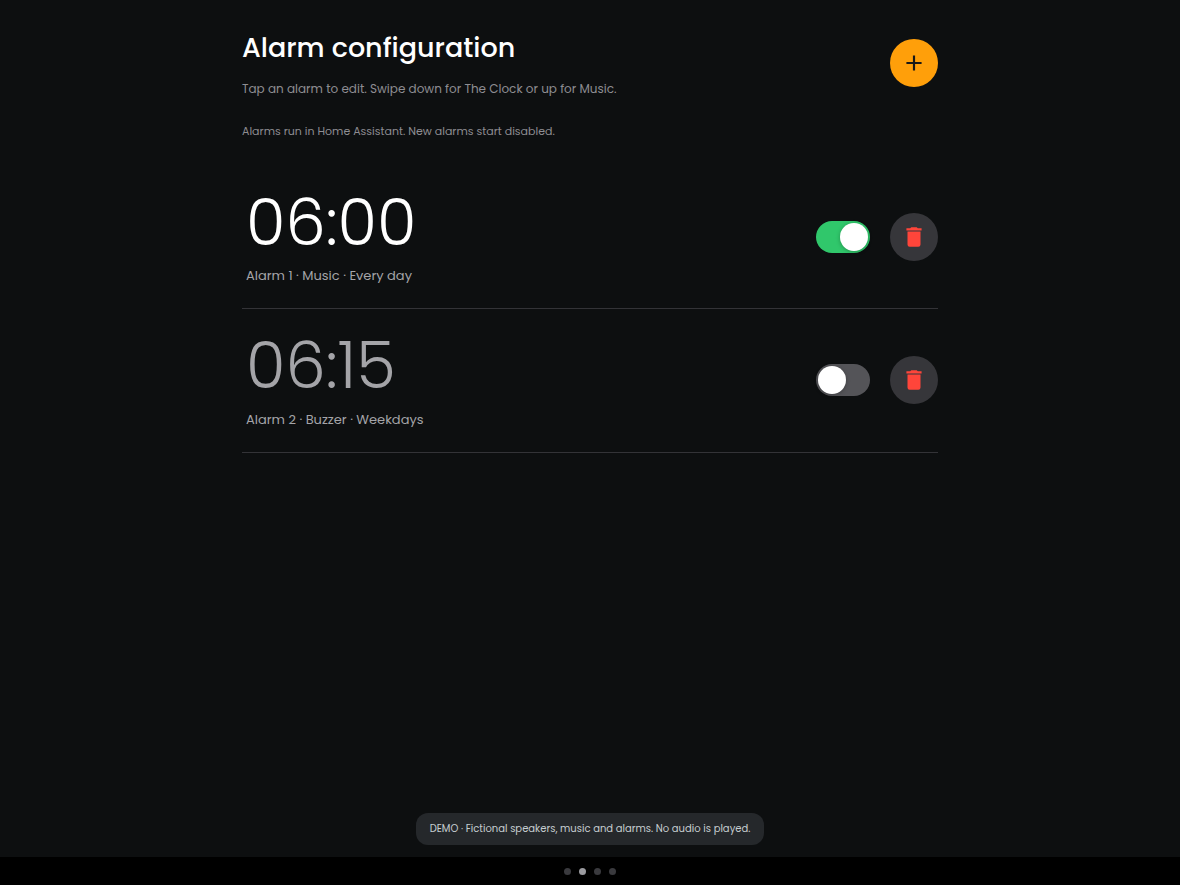 Alarm configuration
Tap an alarm to edit. Swipe down for The Clock or up for Music.
Alarms run in Home Assistant. New alarms start disabled.
06:00
Alarm 1 · Music · Every day
06:15
Alarm 2 · Buzzer · Weekdays
DEMO · Fictional speakers, music and alarms. No audio is played.